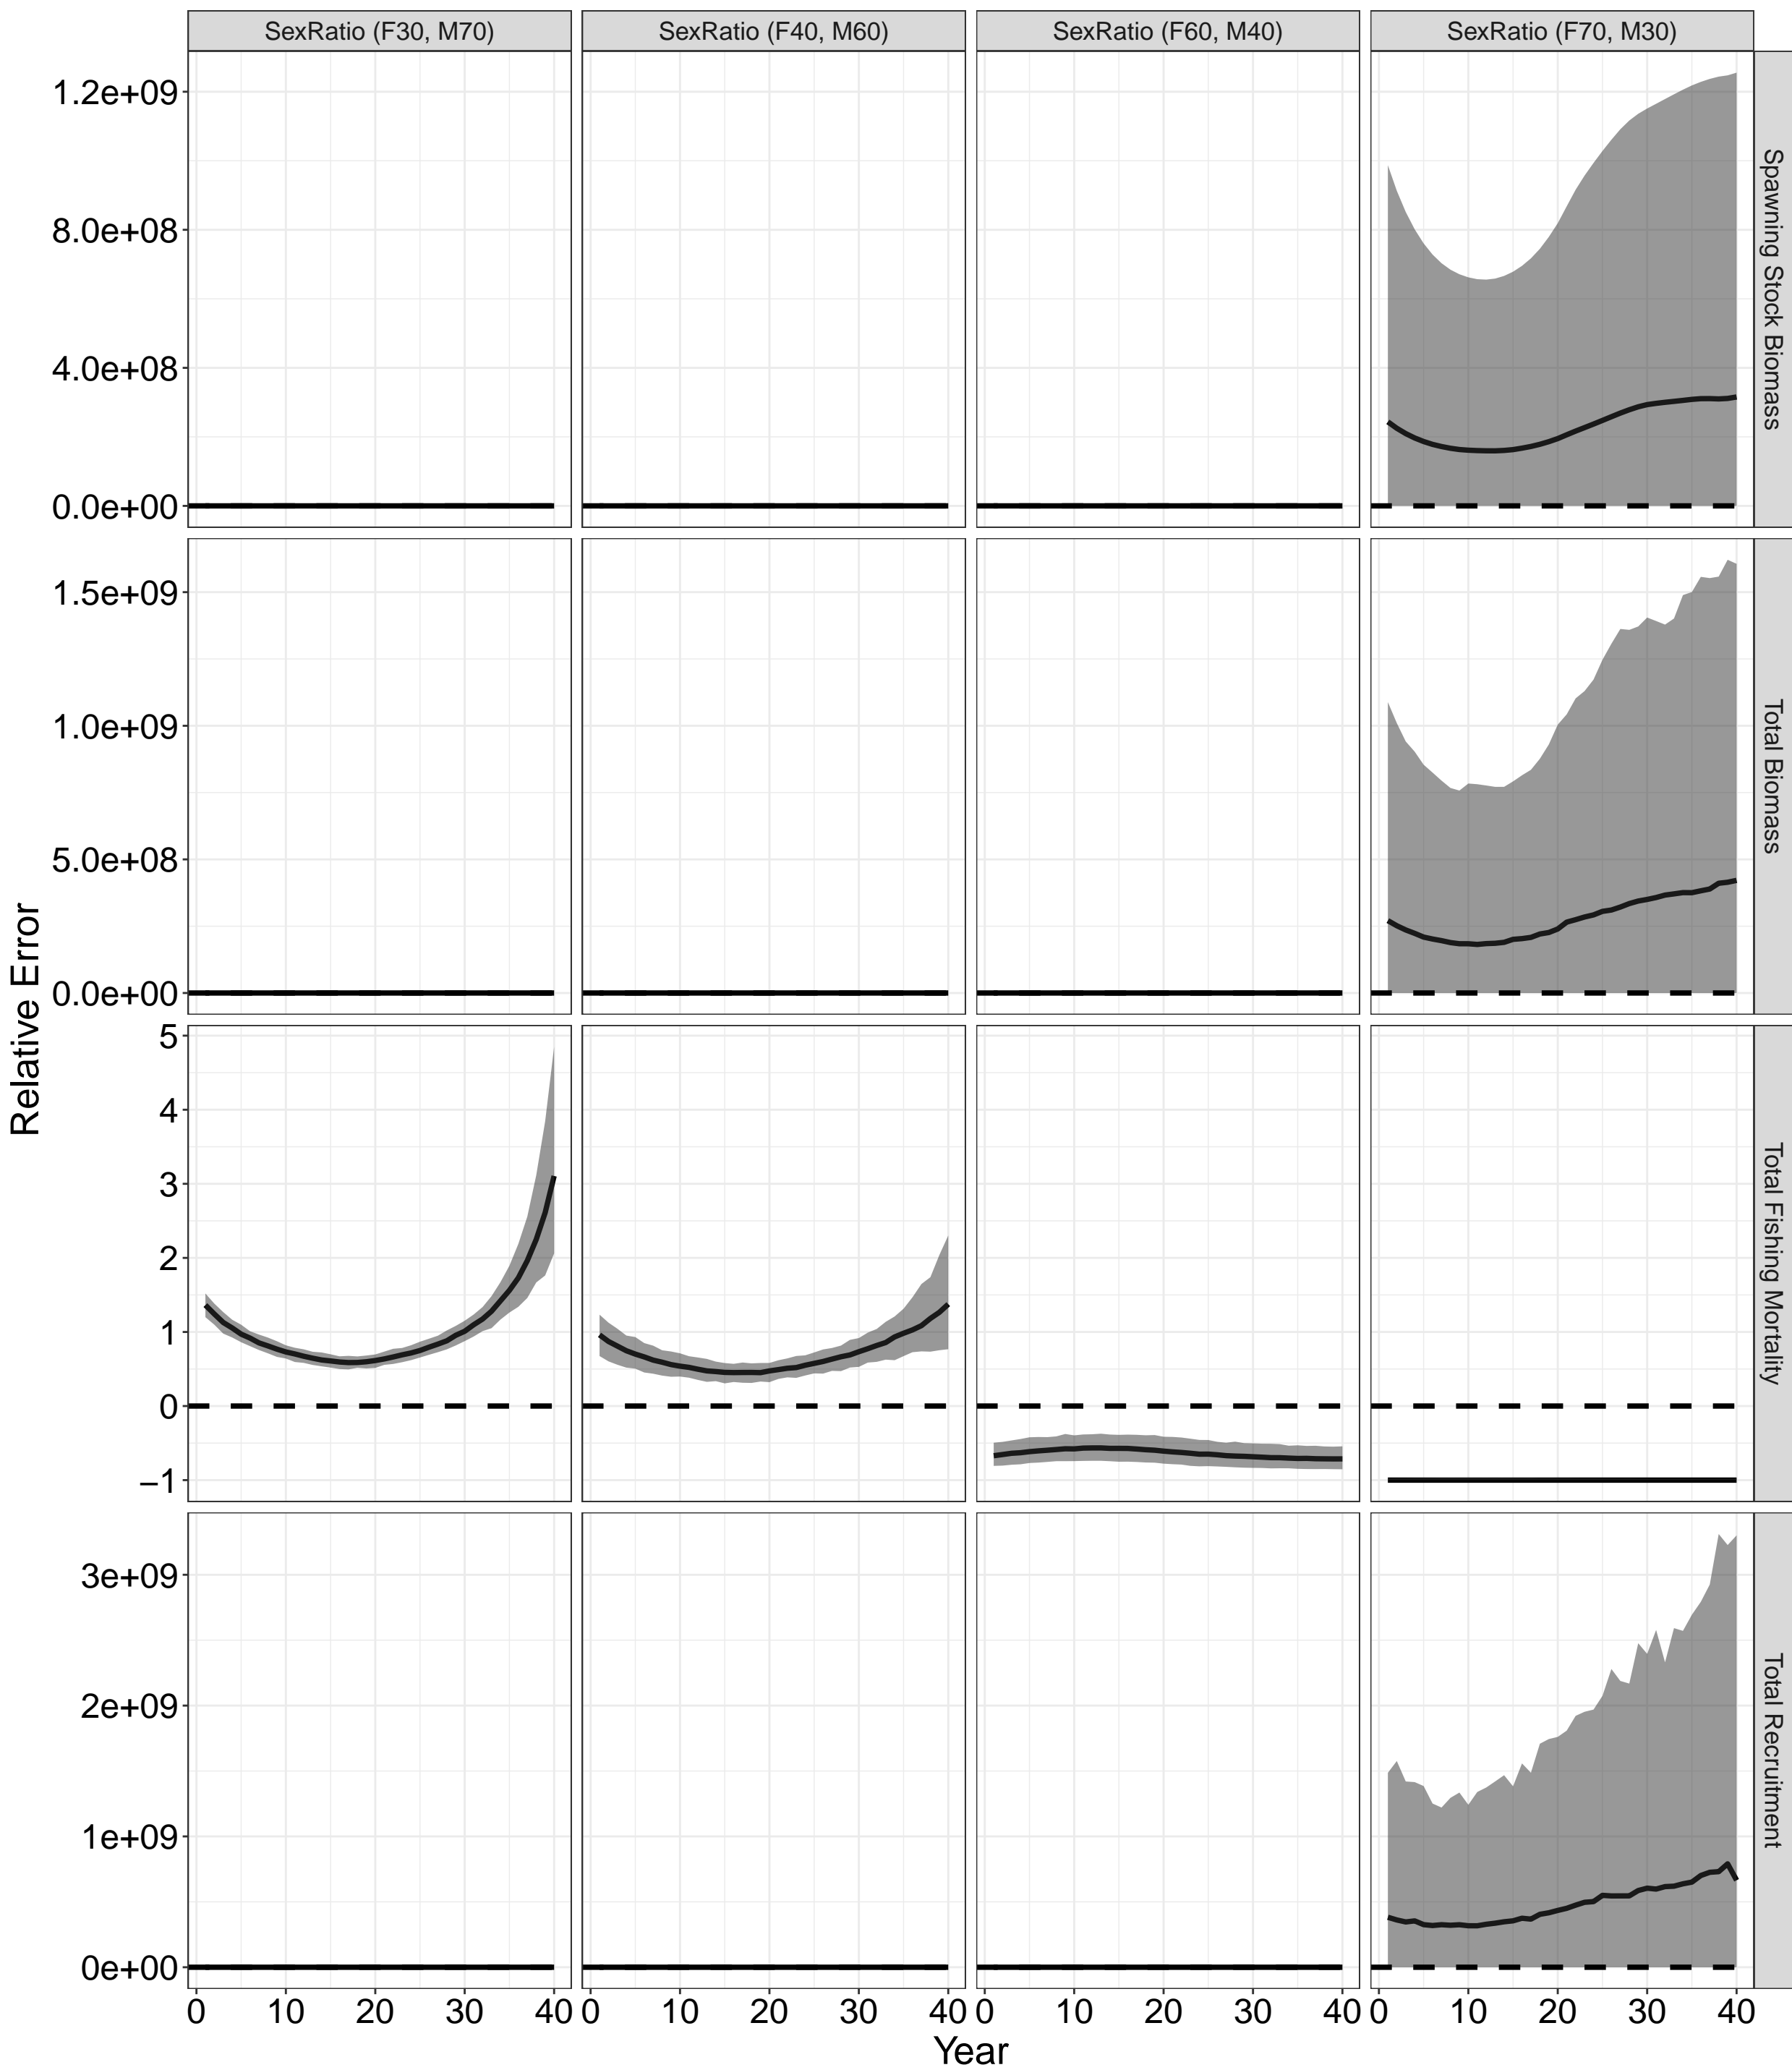 SexRatio (F30, M70)
SexRatio (F40, M60)
SexRatio (F60, M40)
SexRatio (F70, M30)
1.2e+09
8.0e+08
4.0e+08
0.0e+00
Spawning Stock Biomass
1.5e+09
1.0e+09
5.0e+08
0.0e+00
Total Biomass
Relative Error
5
4
3
2
1
0
−1
Total Fishing Mortality
3e+09
2e+09
1e+09
0e+00
Total Recruitment
0 10 20 30 40
0 10 20 30 40
0 10 20 30 40
0 10 20 30 40
Year